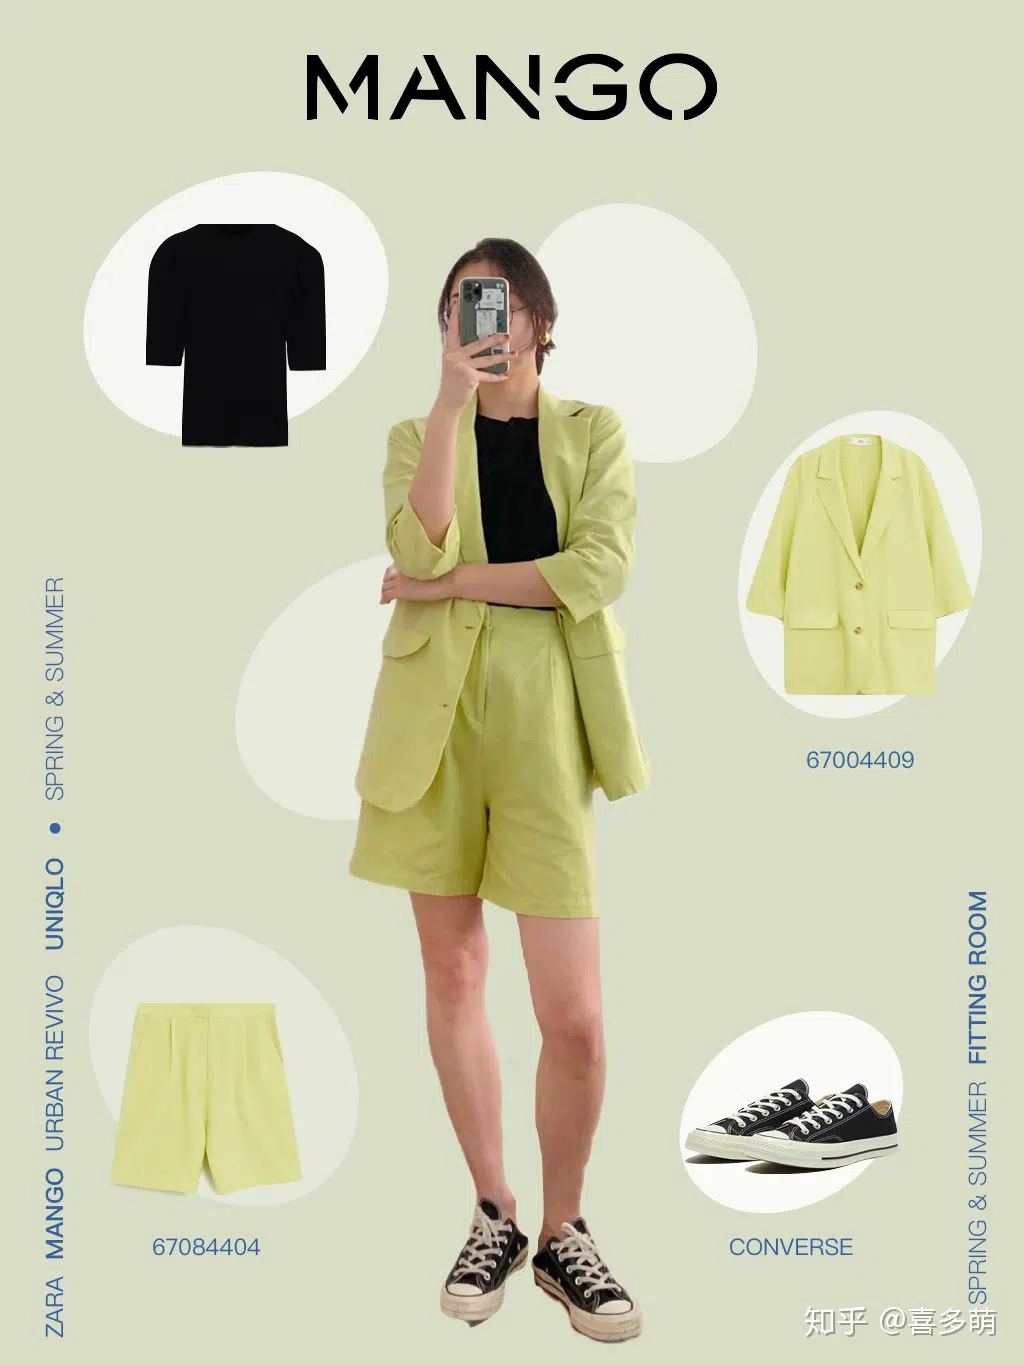 MANGO
67004409
SPRING & SUMMER
ZARA MANGO URBAN REVIVO UNIQLO •
67084404
CONVERSE
SPRING & SUMMER FITTING ROOM
知乎 @喜多萌